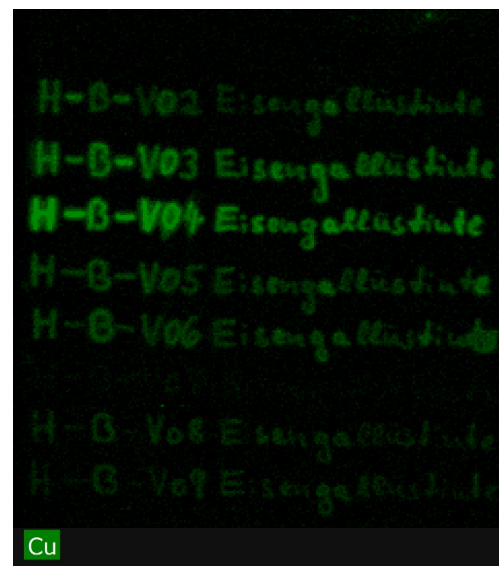 H-B-V02 Eisengallustinte
H-B-V03 Eisengallustinte
H-B-V04 Eisengallustinte
H-B-V05 Eisengallustinte
H-B-V06 Eisengallustinte
H-B-V08 Eisengallustinte
H-B-V09 Eisengallustinte
Cu